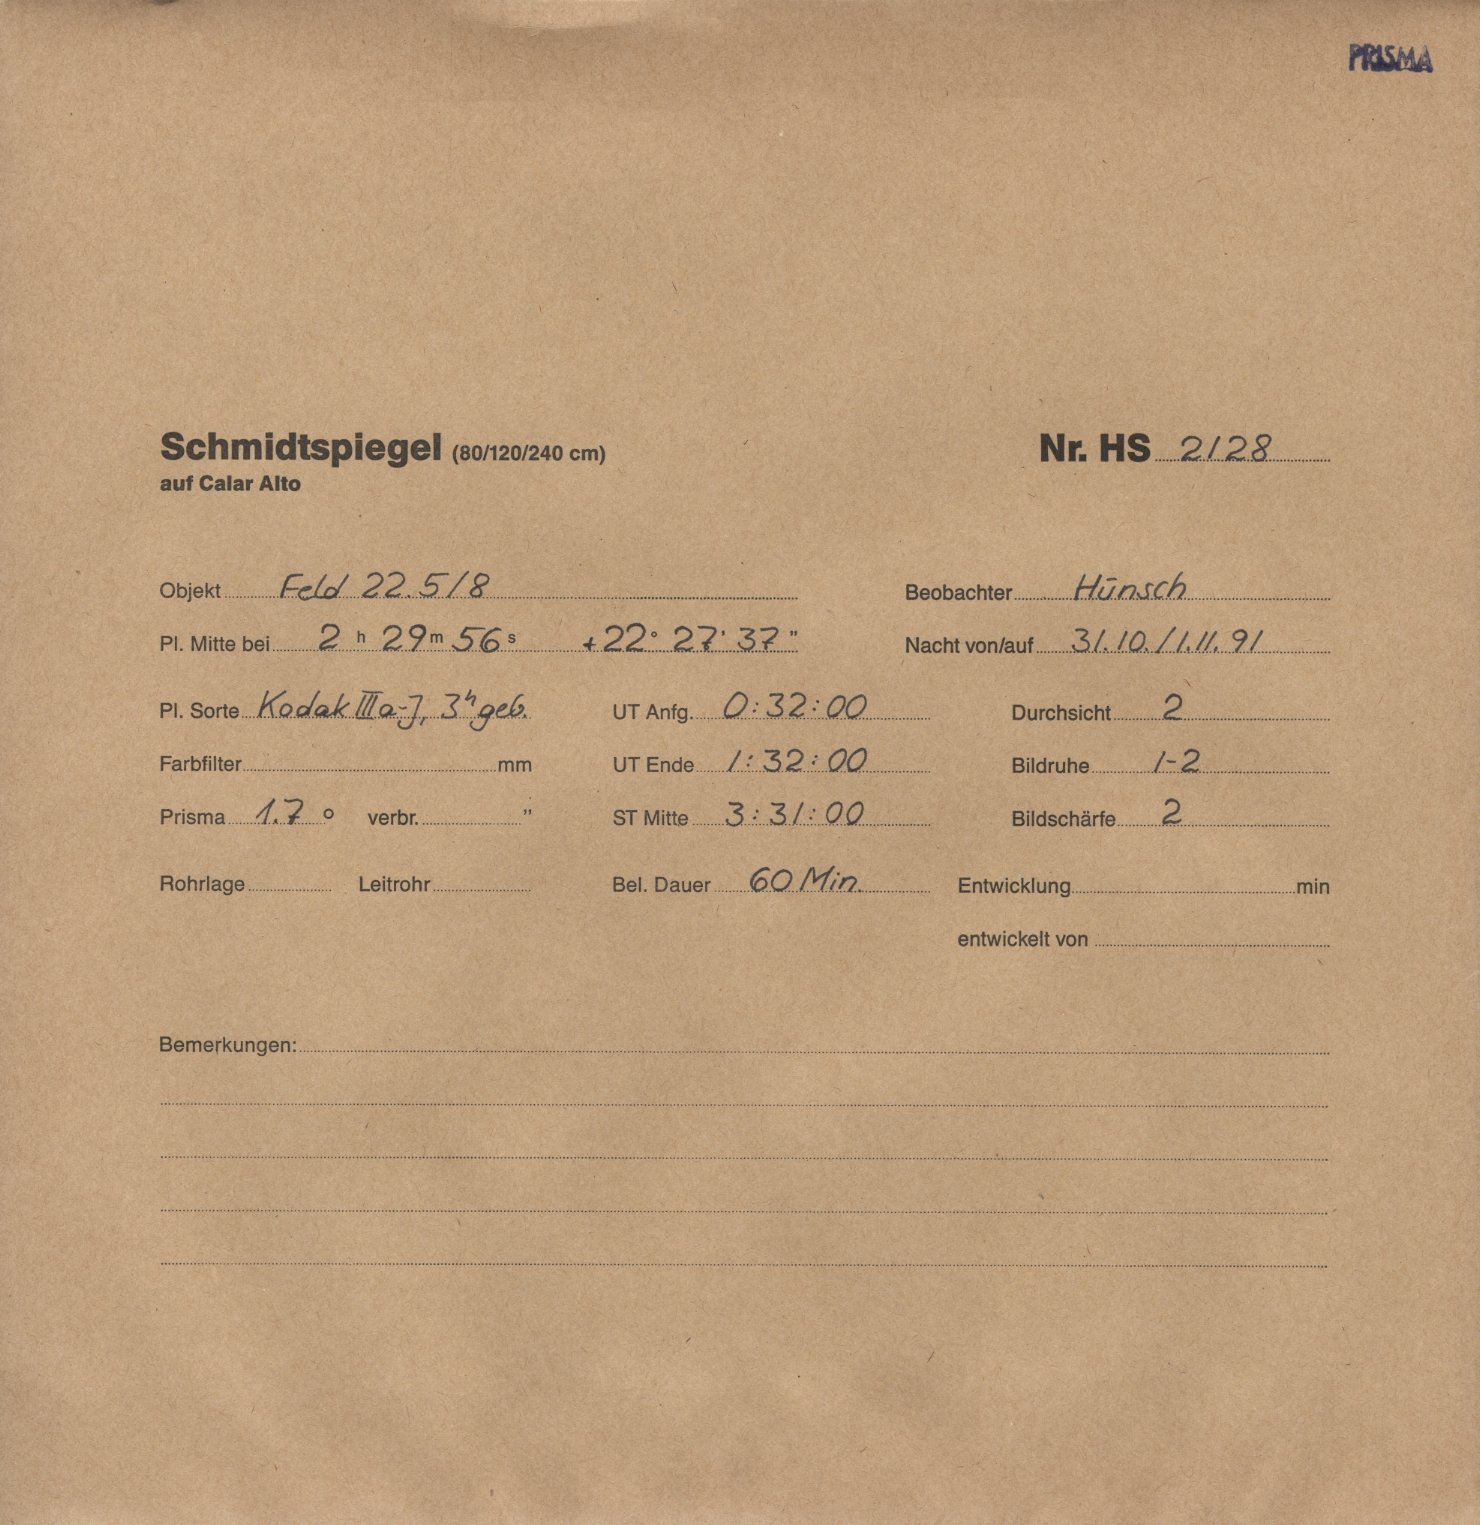 PRISMA
Schmidtspiegel (80/120/240 cm) Nr. HS 2128
auf Calar Alto
Objekt Feld 22.5/8 Beobachter Hünsch
Pl. Mitte bei 2 h 29 m 56 s +22° 27' 37" Nacht von/auf 31.10./1.11.91
Pl. Sorte Kodak IIIa-J, 3h geb. UT Anfg. 0:32:00 Durchsicht 2
Farbfilter mm UT Ende 1:32:00 Bildruhe 1-2
Prisma 1.7 ° verbr. " ST Mitte 3:31:00 Bildschärfe 2
Rohrlage Leitrohr Bel. Dauer 60 Min. Entwicklung min
entwickelt von
Bemerkungen: